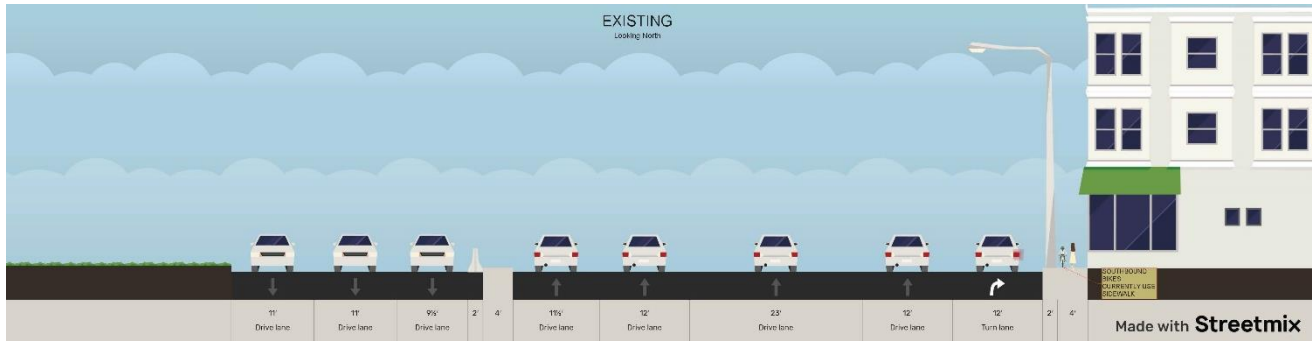 EXISTING
Looking North
SOUTHBOUND
BIKES
CURRENTLY USE
SIDEWALK
11' 11' 9½' 2' 4' 11½' 12' 23' 12' 12' 2' 4'
Drive lane Drive lane Drive lane Drive lane Drive lane Drive lane Drive lane Turn lane
Made with Streetmix